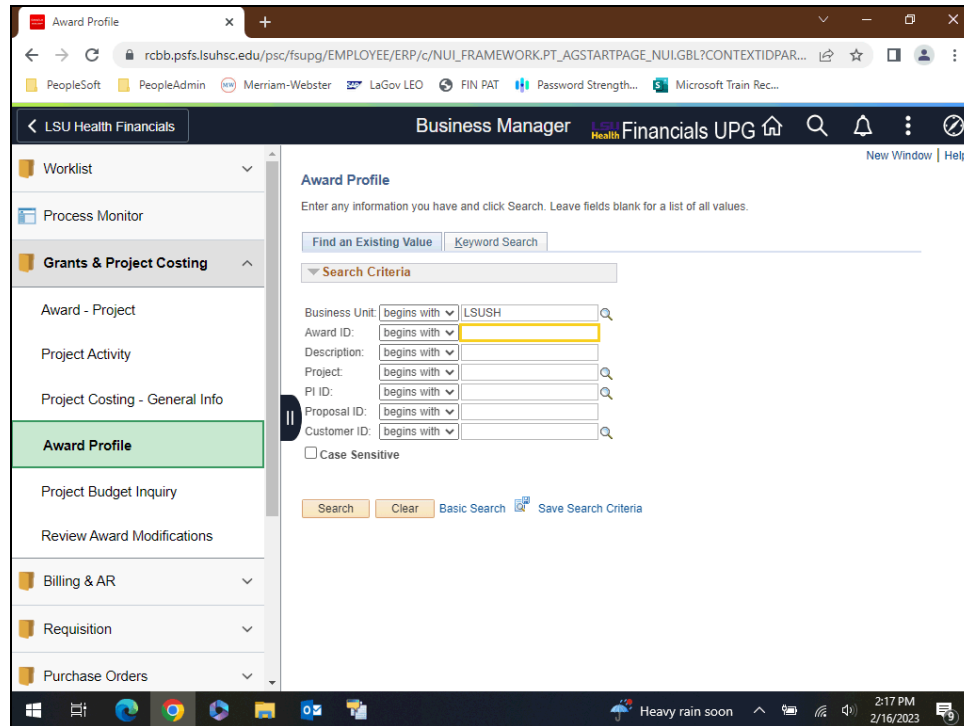 Award Profile
rcbb.psfs.lsuhsc.edu/psc/fsupg/EMPLOYEE/ERP/c/NUI_FRAMEWORK.PT_AGSTARTPAGE_NUI.GBL?CONTEXTIDPAR...
PeopleSoft PeopleAdmin MW Merriam-Webster LaGov LEO FIN PAT Password Strength... S Microsoft Train Rec...
LSU Health Financials Business Manager LSU Health Financials UPG
New Window | Help
Worklist
Process Monitor
Grants & Project Costing
Award - Project
Project Activity
Project Costing - General Info
Award Profile
Project Budget Inquiry
Review Award Modifications
Billing & AR
Requisition
Purchase Orders
Award Profile
Enter any information you have and click Search. Leave fields blank for a list of all values.
Find an Existing Value Keyword Search
Search Criteria
Business Unit: begins with LSUSH
Award ID: begins with
Description: begins with
Project: begins with
PI ID: begins with
Proposal ID: begins with
Customer ID: begins with
Case Sensitive
Search Clear Basic Search Save Search Criteria
Heavy rain soon 2:17 PM
2/16/2023 9